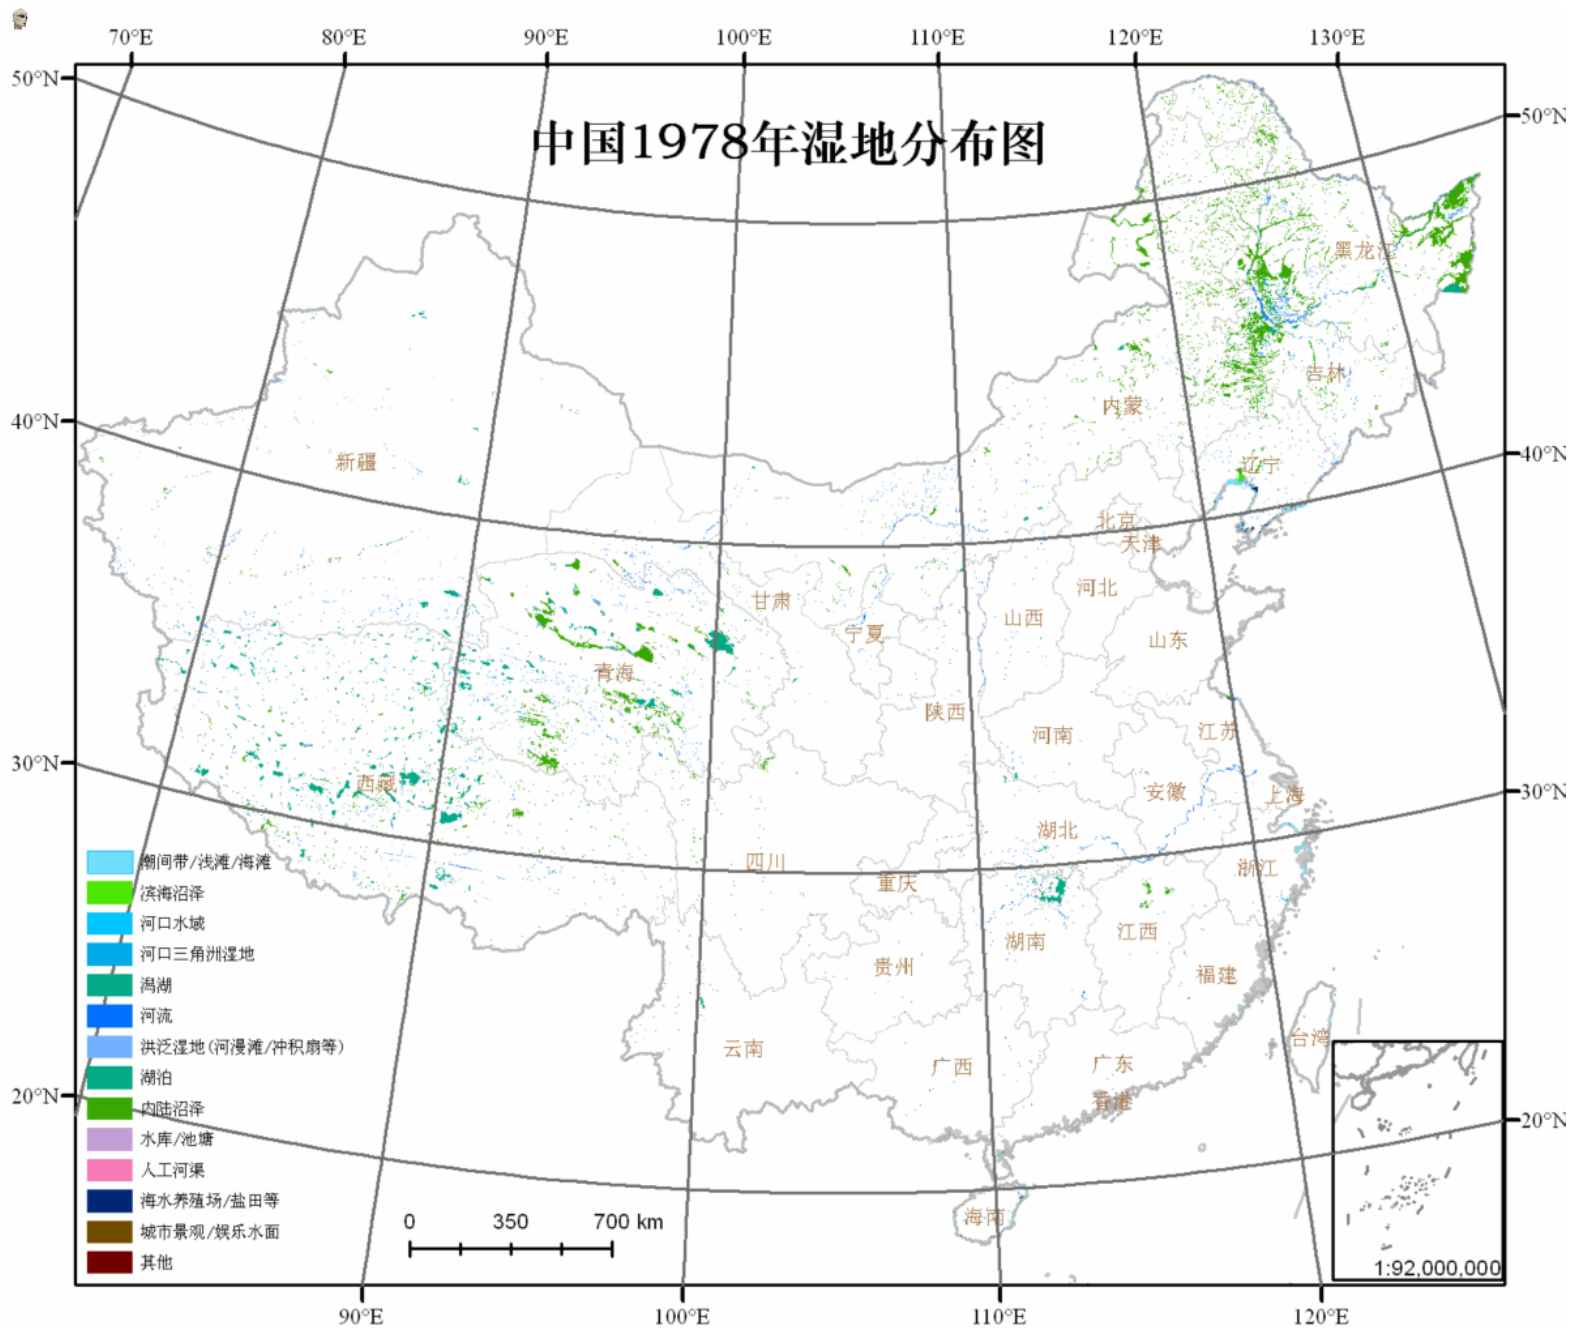 70°E 80°E 90°E 100°E 110°E 120°E 130°E
50°N
50°N
中国1978年湿地分布图
黑龙江
吉林
内蒙
40°N
40°N
新疆
辽宁
北京
天津
河北
甘肃
山西
宁夏
山东
青海
陕西
河南
江苏
30°N
30°N
西藏
安徽
上海
湖北
四川
重庆
浙江
湖南
江西
贵州
福建
云南
广西
广东
香港
台湾
海南
20°N
20°N
潮间带/浅滩/海滩
滨海沼泽
河口水域
河口三角洲湿地
潟湖
河流
洪泛湿地(河漫滩/冲积扇等)
湖泊
内陆沼泽
水库/池塘
人工河渠
海水养殖场/盐田等
城市景观/娱乐水面
其他
0 350 700 km
1:92,000,000
90°E 100°E 110°E 120°E